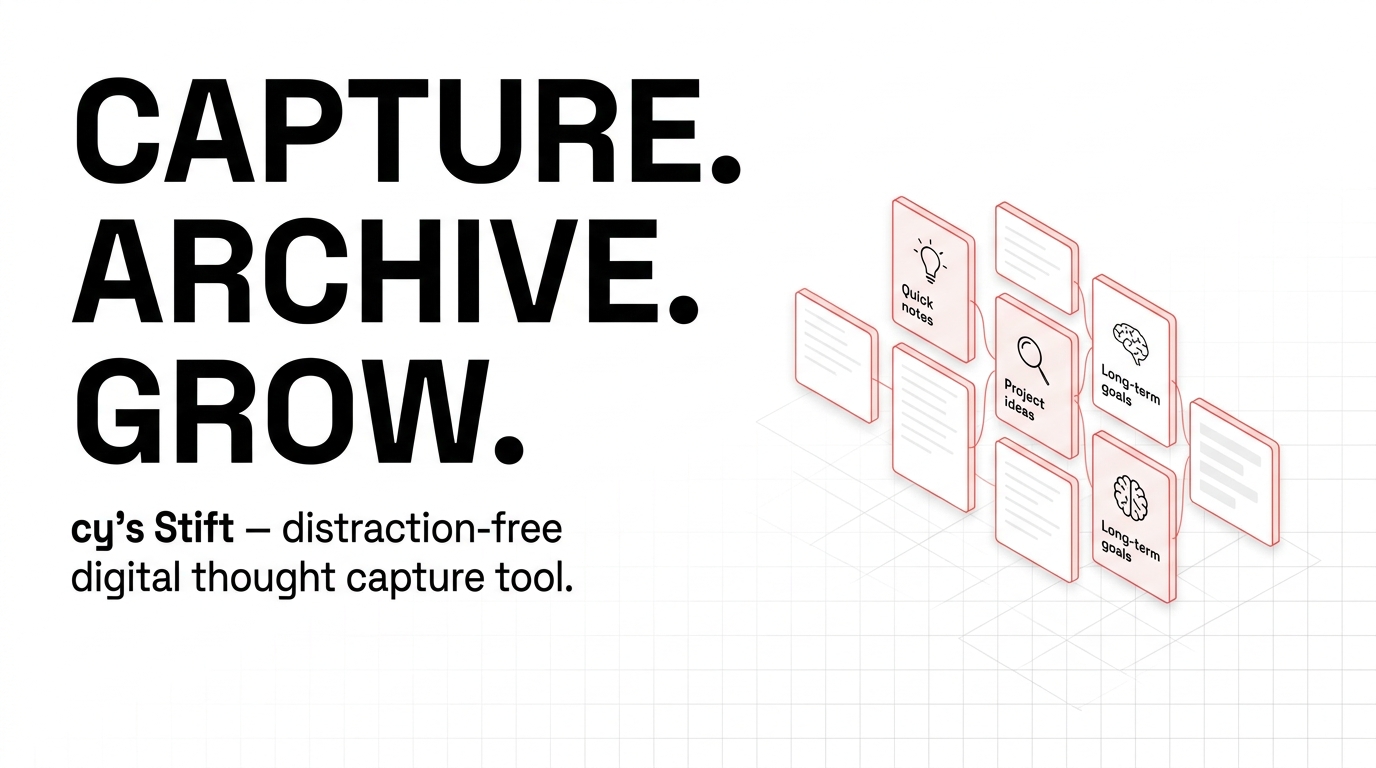 CAPTURE.
ARCHIVE.
GROW.
cy's Stift — distraction-free
digital thought capture tool.
Quick
notes
Project
ideas
Long-term
goals
Long-term
goals